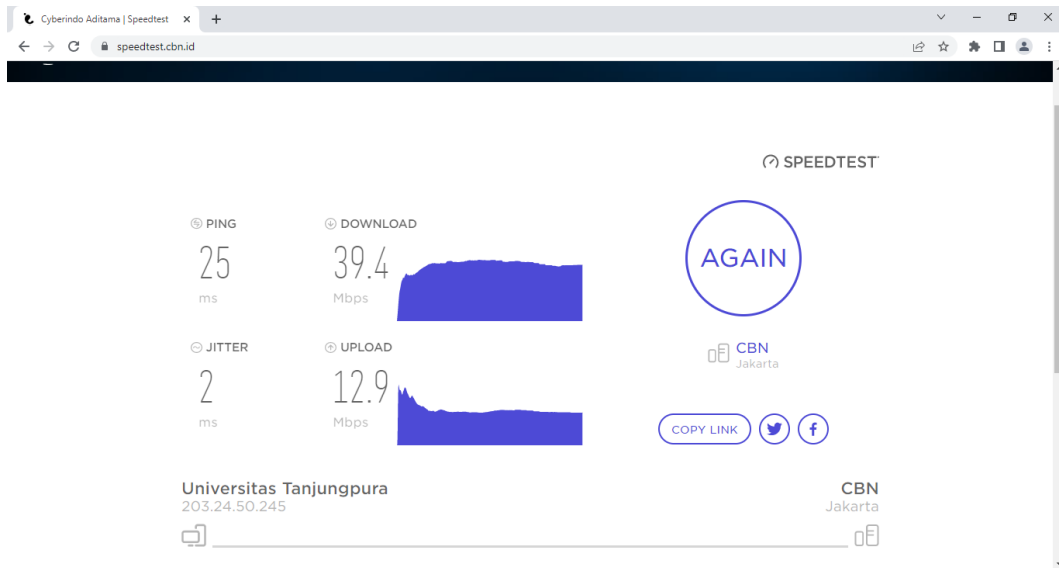 Cyberindo Aditama | Speedtest
speedtest.cbn.id
SPEEDTEST
PING
25
ms
DOWNLOAD
39.4
Mbps
JITTER
2
ms
UPLOAD
12.9
Mbps
AGAIN
CBN
Jakarta
COPY LINK
Universitas Tanjungpura
203.24.50.245
CBN
Jakarta